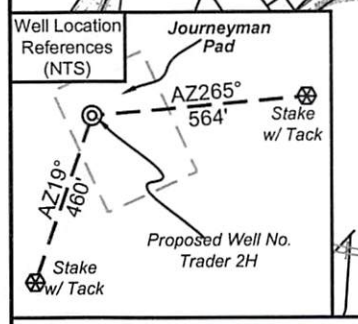 Well Location
References
(NTS)
Journeyman
Pad
AZ265°
564'
Stake
w/ Tack
AZ19°
460'
Proposed Well No.
Trader 2H
Stake
w/ Tack